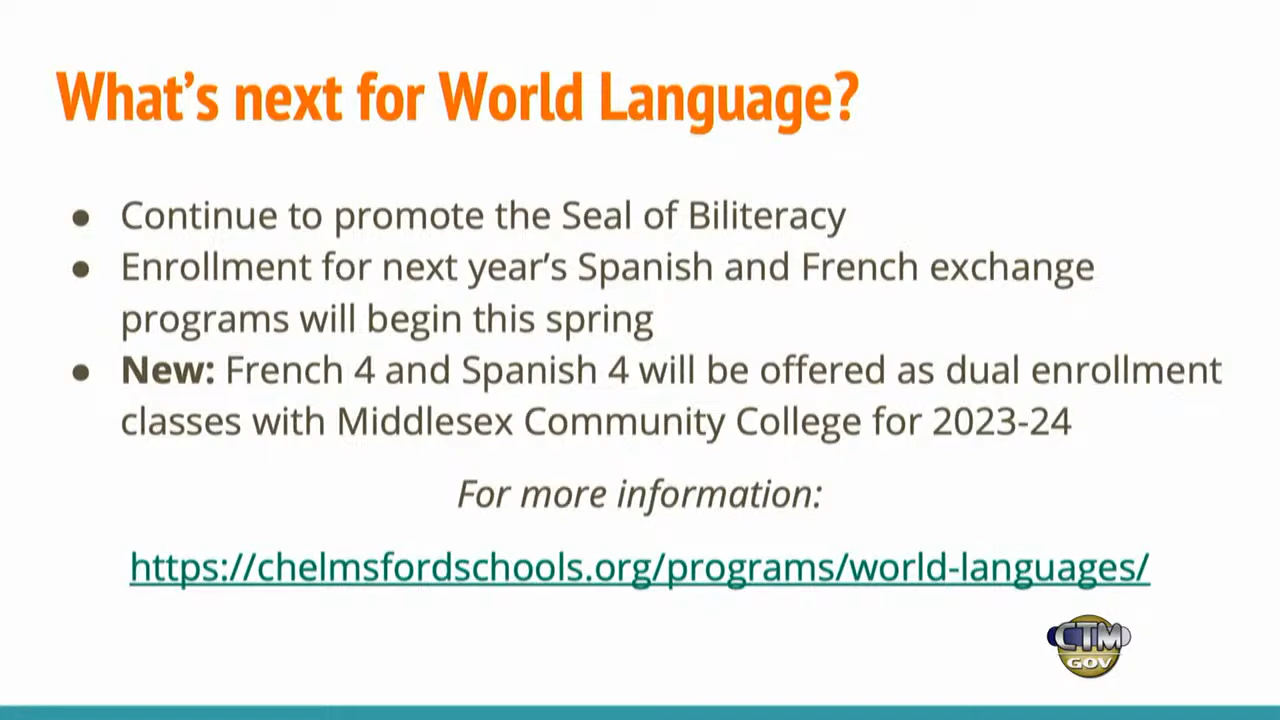 What's next for World Language?
● Continue to promote the Seal of Biliteracy
● Enrollment for next year's Spanish and French exchange
programs will begin this spring
● New: French 4 and Spanish 4 will be offered as dual enrollment
classes with Middlesex Community College for 2023-24
For more information:
https://chelmsfordschools.org/programs/world-languages/
CTM
GOV